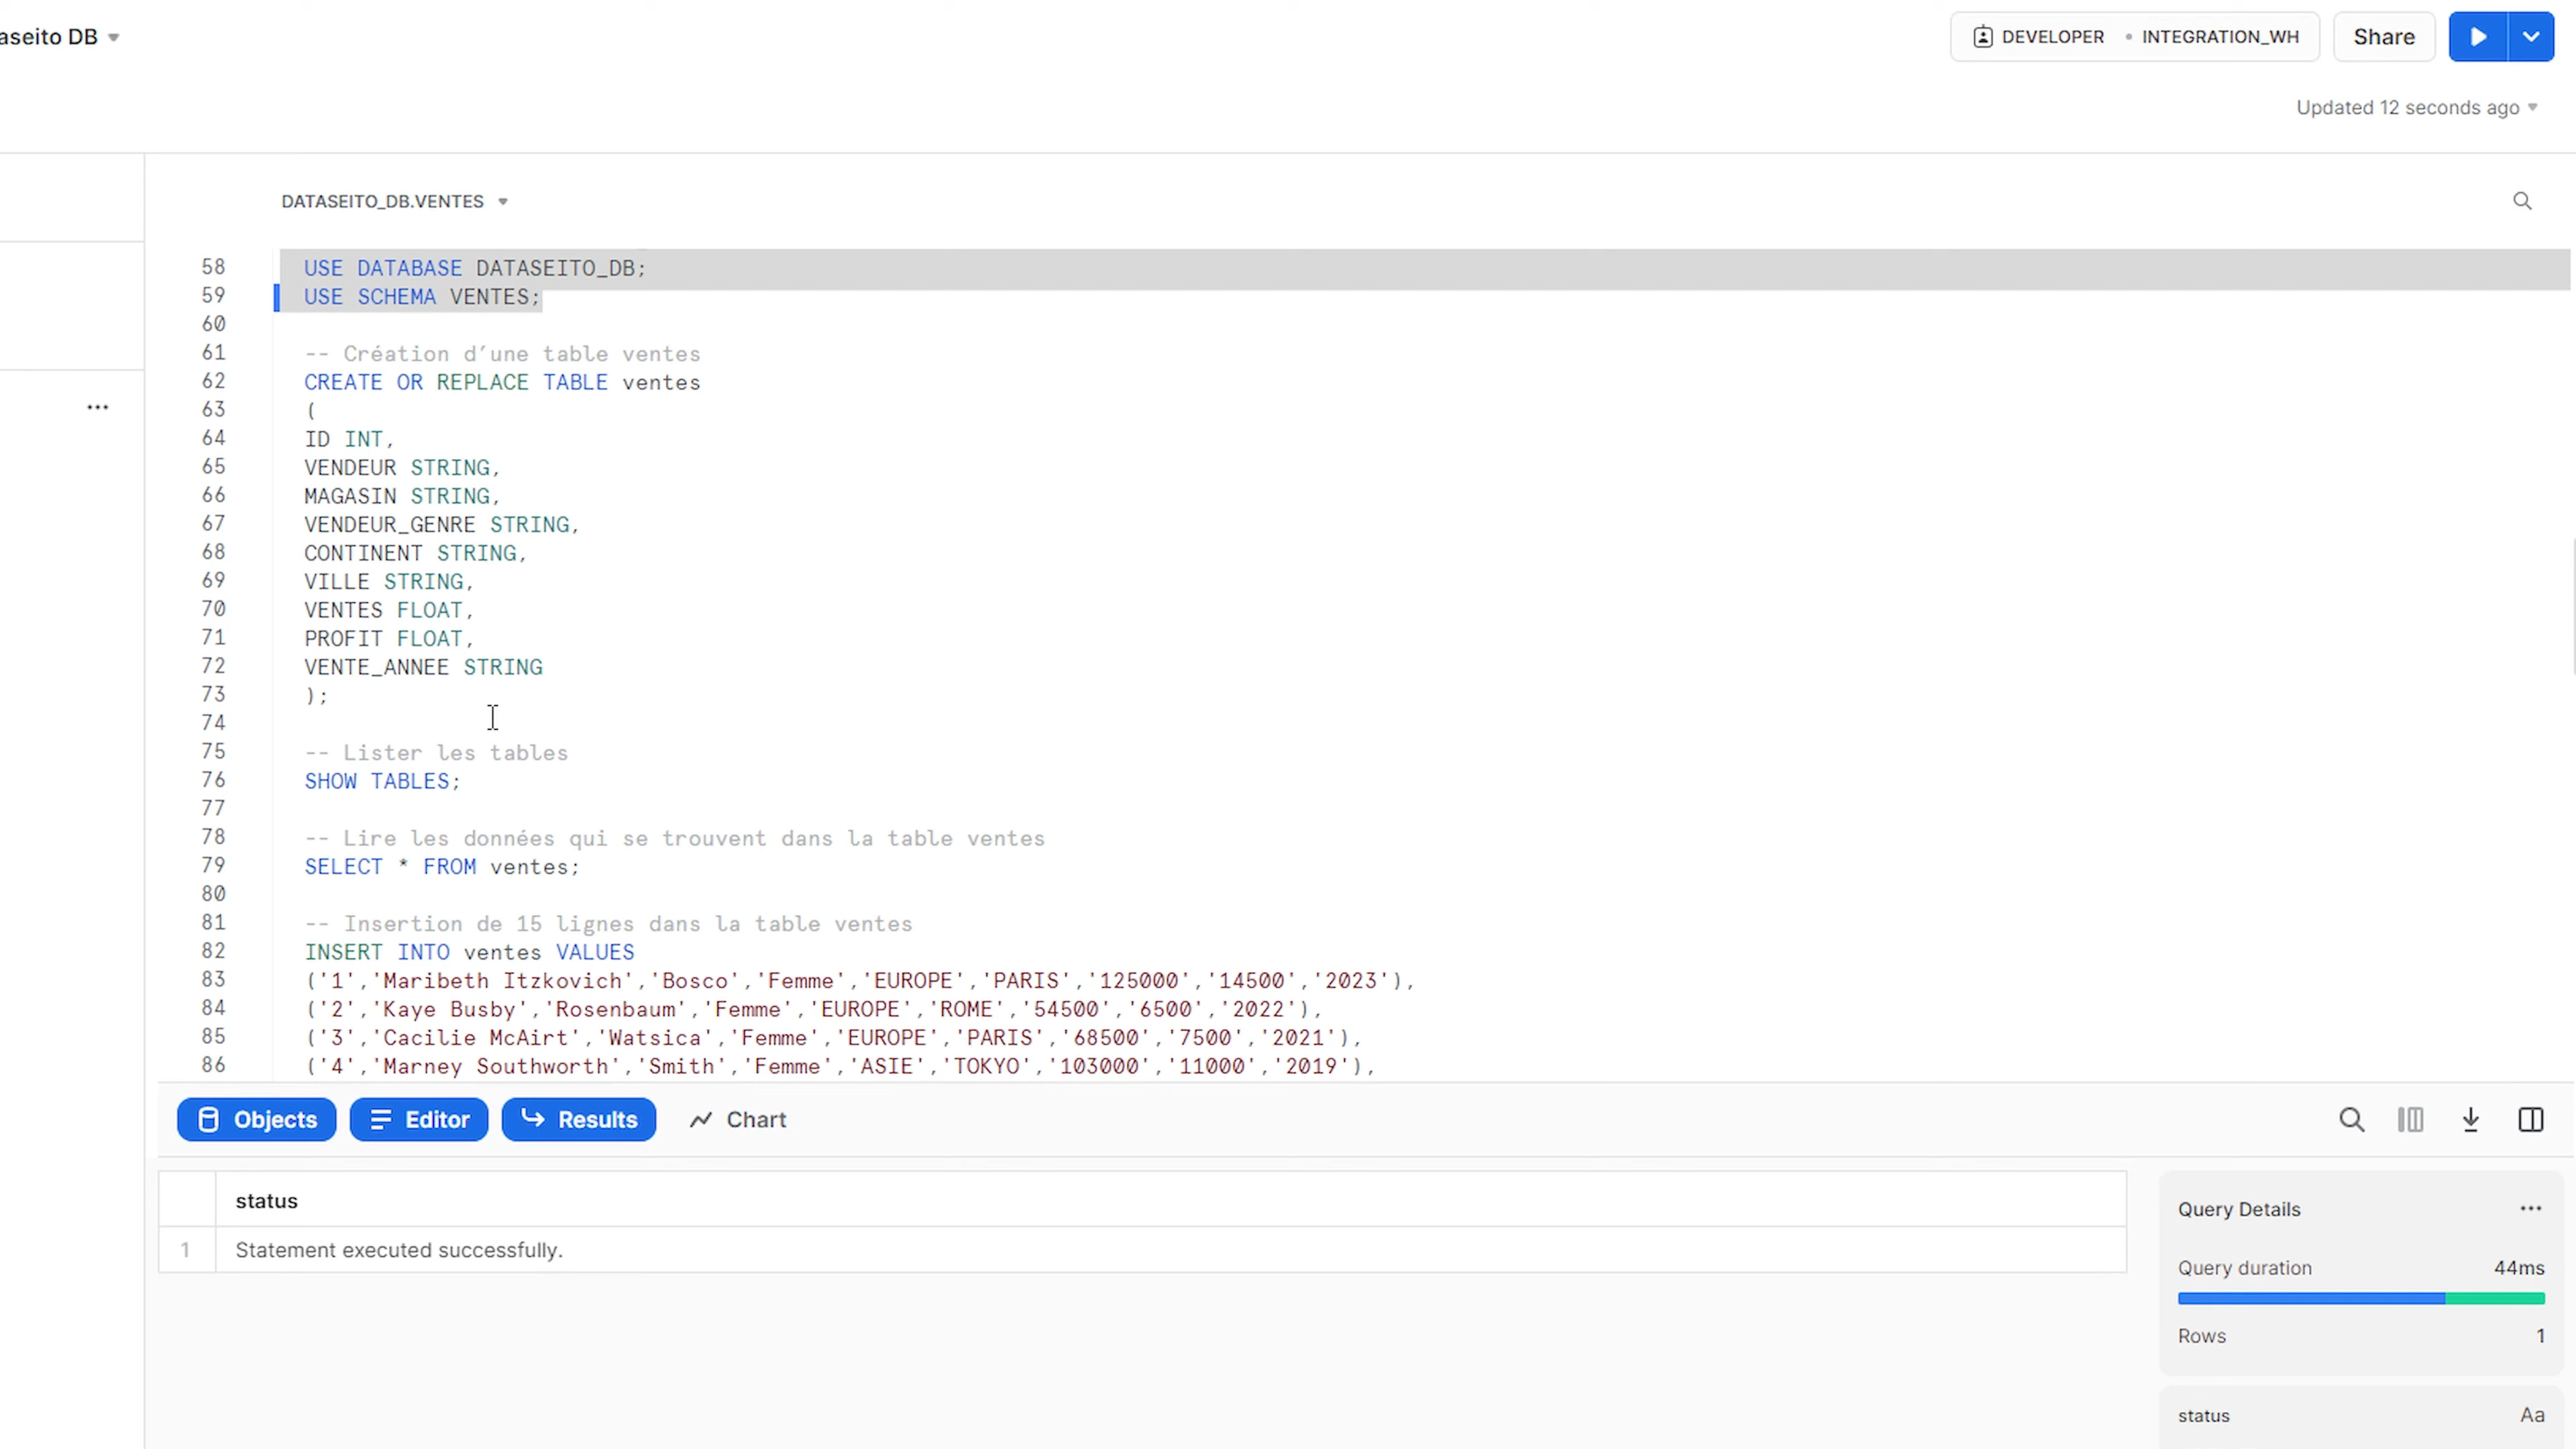 aseito DB
DEVELOPER • INTEGRATION_WH
Share
Updated 12 seconds ago
DATASEITO_DB.VENTES
58 USE DATABASE DATASEITO_DB;
59 USE SCHEMA VENTES;
60
61 -- Création d'une table ventes
62 CREATE OR REPLACE TABLE ventes
63 (
64 ID INT,
65 VENDEUR STRING,
66 MAGASIN STRING,
67 VENDEUR_GENRE STRING,
68 CONTINENT STRING,
69 VILLE STRING,
70 VENTES FLOAT,
71 PROFIT FLOAT,
72 VENTE_ANNEE STRING
73 );
74
75 -- Lister les tables
76 SHOW TABLES;
77
78 -- Lire les données qui se trouvent dans la table ventes
79 SELECT * FROM ventes;
80
81 -- Insertion de 15 lignes dans la table ventes
82 INSERT INTO ventes VALUES
83 ('1','Maribeth Itzkovich','Bosco','Femme','EUROPE','PARIS','125000','14500','2023'),
84 ('2','Kaye Busby','Rosenbaum','Femme','EUROPE','ROME','54500','6500','2022'),
85 ('3','Cacilie McAirt','Watsica','Femme','EUROPE','PARIS','68500','7500','2021'),
86 ('4','Marney Southworth','Smith','Femme','ASIE','TOKYO','103000','11000','2019'),
Objects
Editor
Results
Chart
status
1 Statement executed successfully.
Query Details
Query duration 44ms
Rows 1
status Aa